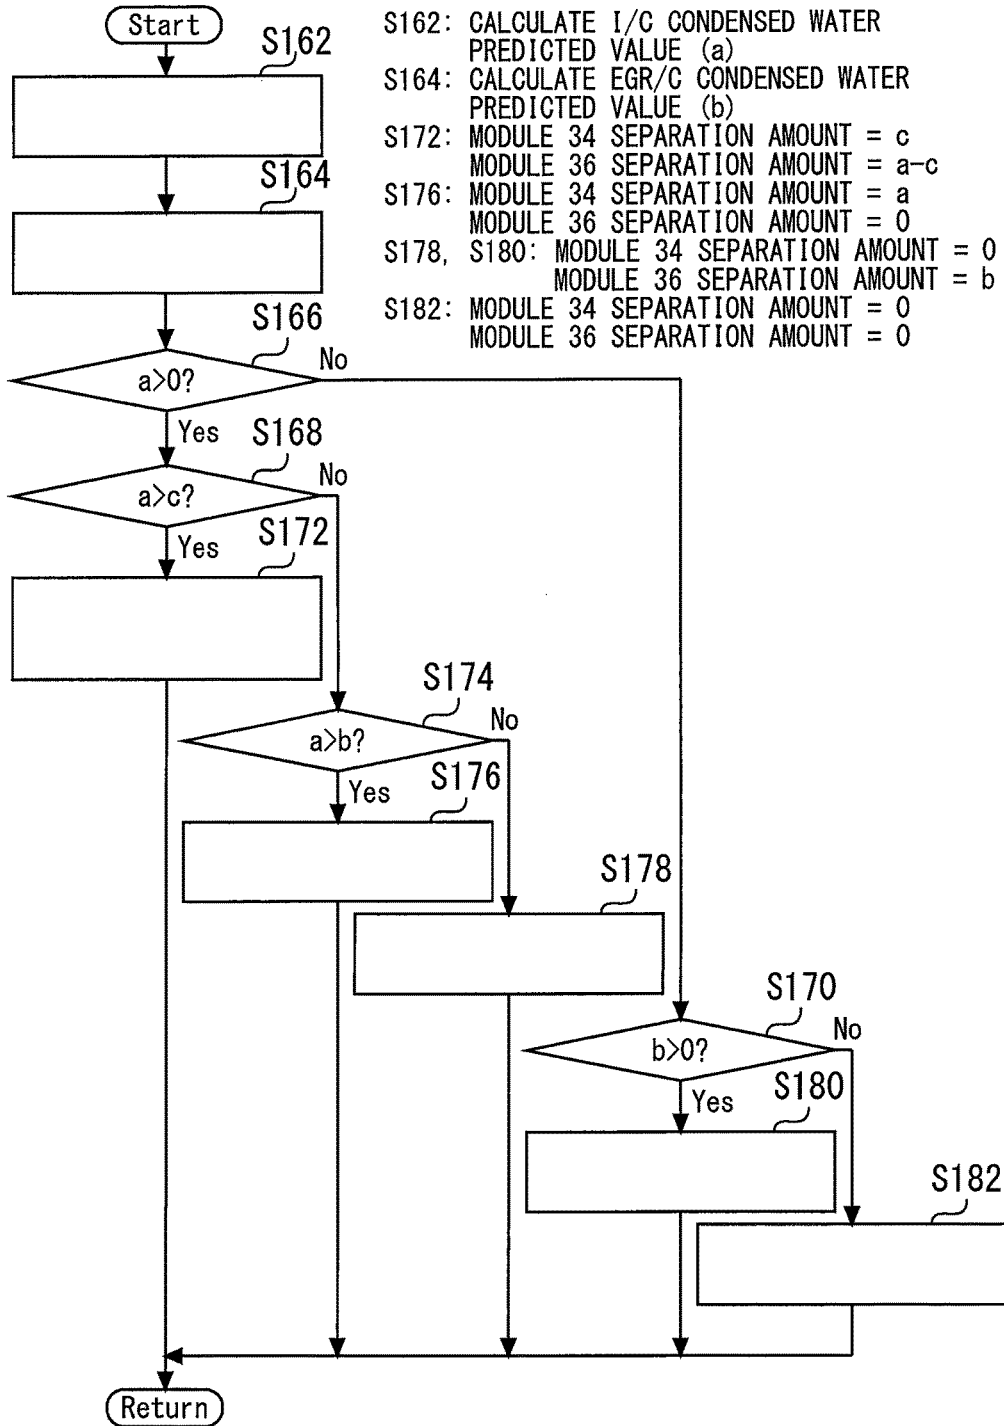 Start
S162: CALCULATE I/C CONDENSED WATER
PREDICTED VALUE (a)
S164: CALCULATE EGR/C CONDENSED WATER
PREDICTED VALUE (b)
S172: MODULE 34 SEPARATION AMOUNT = c
MODULE 36 SEPARATION AMOUNT = a-c
S176: MODULE 34 SEPARATION AMOUNT = a
MODULE 36 SEPARATION AMOUNT = 0
S178, S180: MODULE 34 SEPARATION AMOUNT = 0
MODULE 36 SEPARATION AMOUNT = b
S182: MODULE 34 SEPARATION AMOUNT = 0
MODULE 36 SEPARATION AMOUNT = 0
S162
S164
S166
a>0?
No
Yes
S168
a>c?
No
Yes
S172
S174
a>b?
No
Yes
S176
S178
S170
b>0?
No
Yes
S180
S182
Return